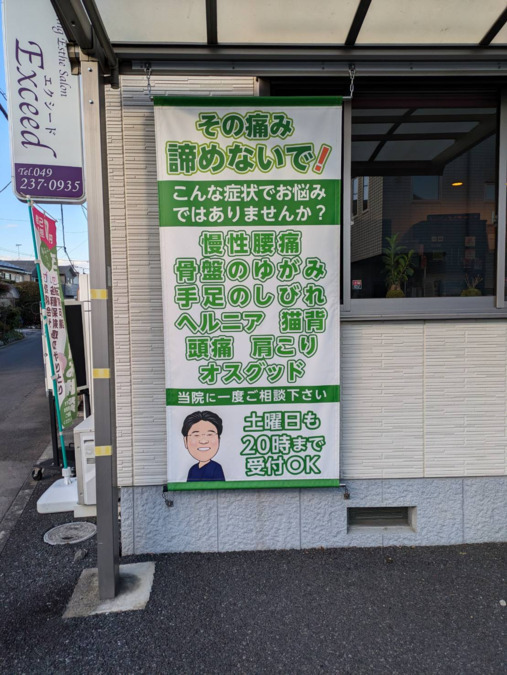 Esthe Salon
エクシード
Exceed
Tel.049
237-0935
その痛み
諦めないで!
こんな症状でお悩み
ではありませんか？
慢性腰痛
骨盤のゆがみ
手足のしびれ
ヘルニア 猫背
頭痛 肩こり
オスグッド
当院に一度ご相談下さい
土曜日も
20時まで
受付OK